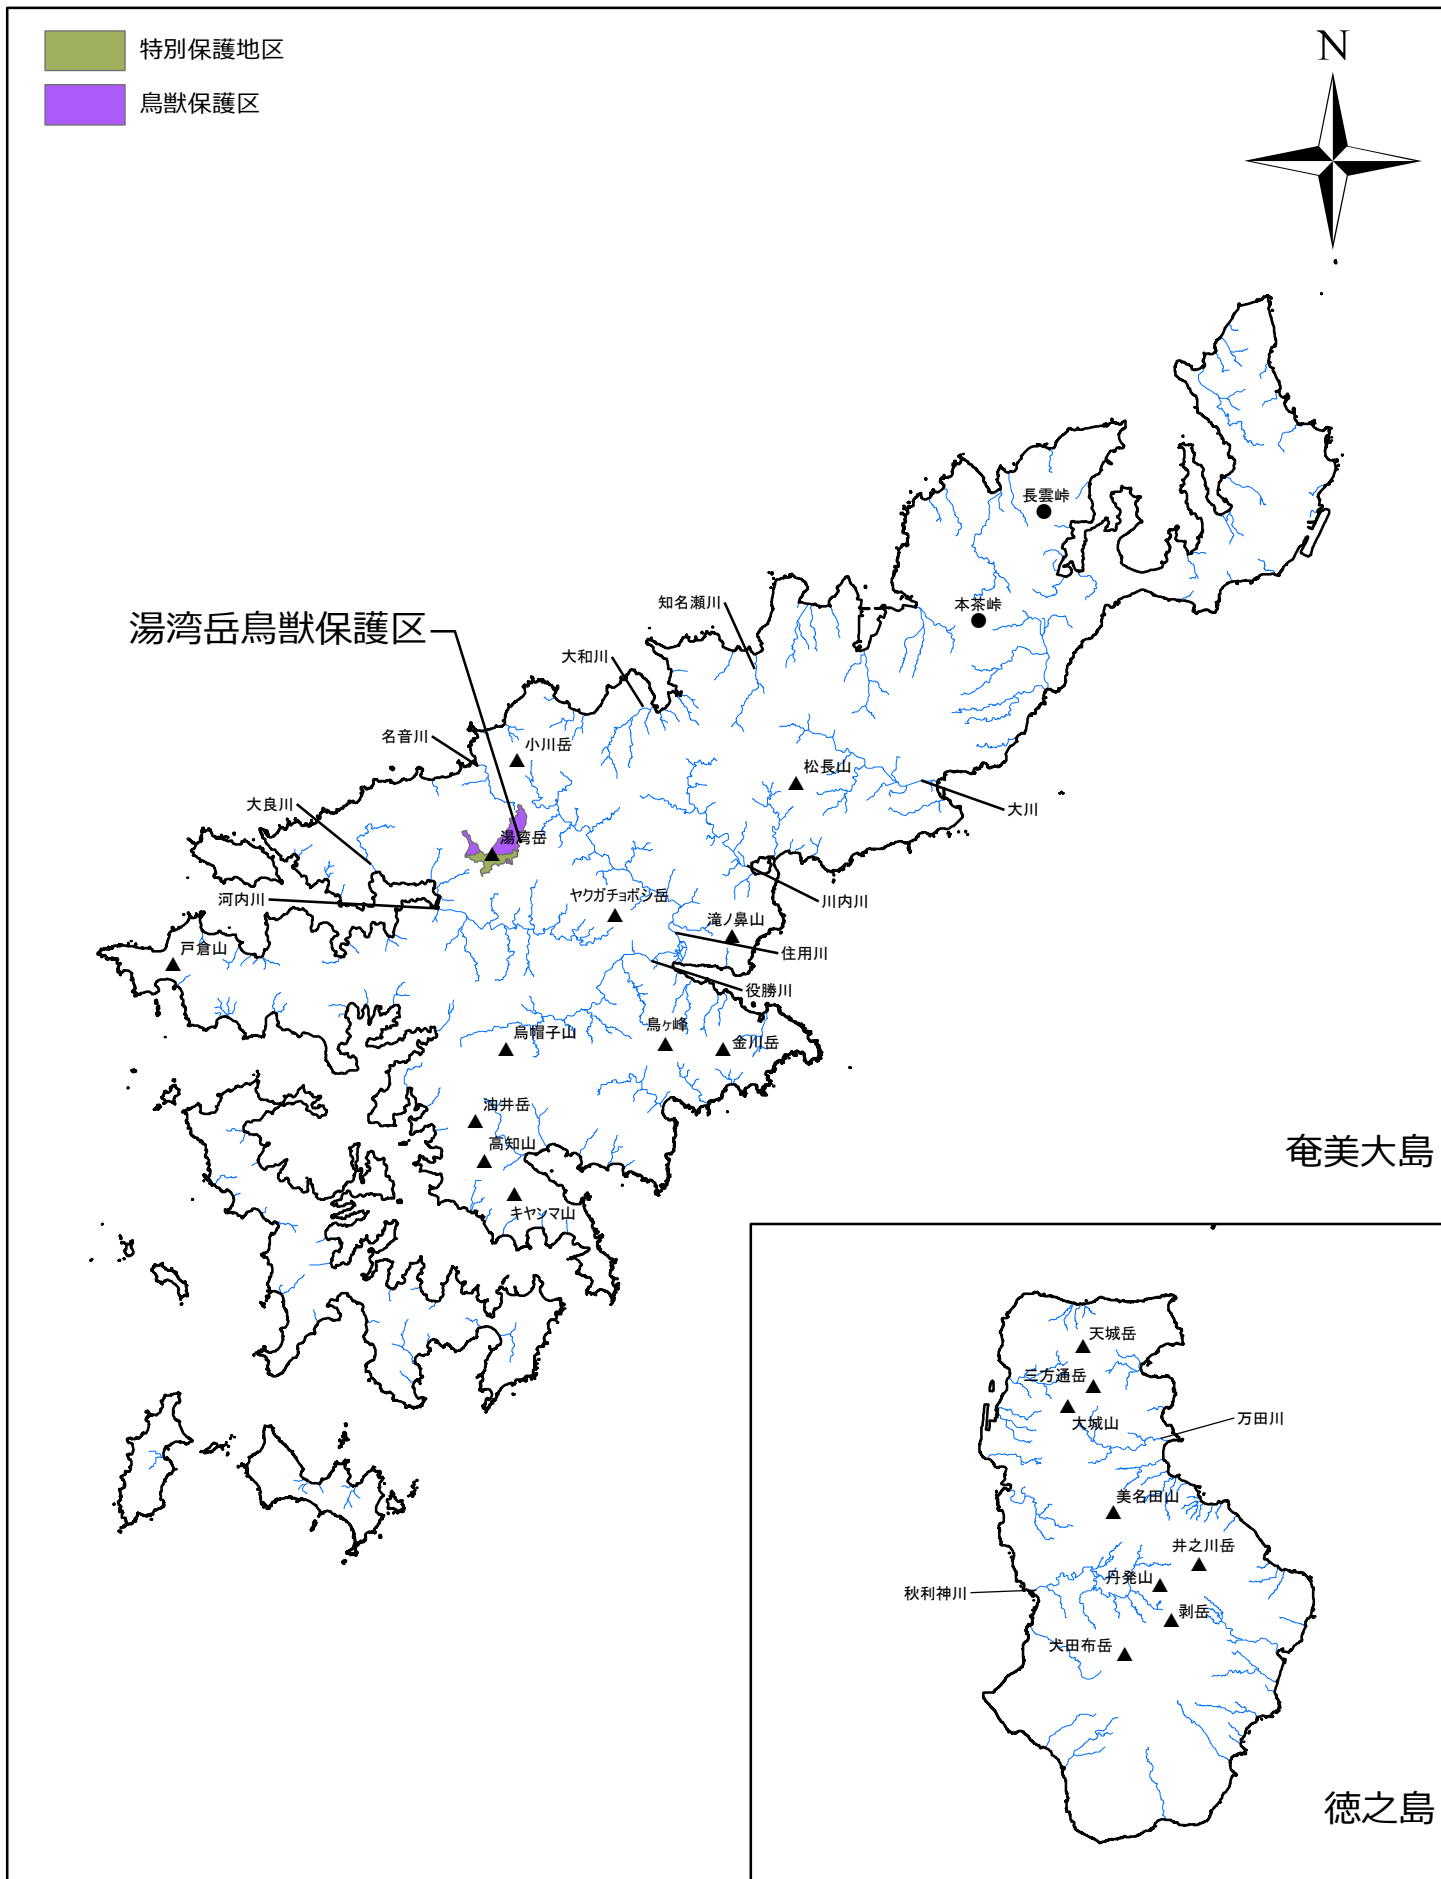 特別保護地区
鳥獣保護区
N
長雲峠
本茶峠
知名瀬川
湯湾岳鳥獣保護区
大和川
名音川
小川岳
松長山
大良川
大川
湯湾岳
ヤクガチョボシ岳
河内川
川内川
滝ノ鼻山
戸倉山
住用川
役勝川
烏帽子山
鳥ヶ峰
金川岳
油井岳
高知山
キヤンマ山
奄美大島
天城岳
三方通岳
大城山
万田川
美名田山
井之川岳
丹発山
秋利神川
剥岳
犬田布岳
徳之島